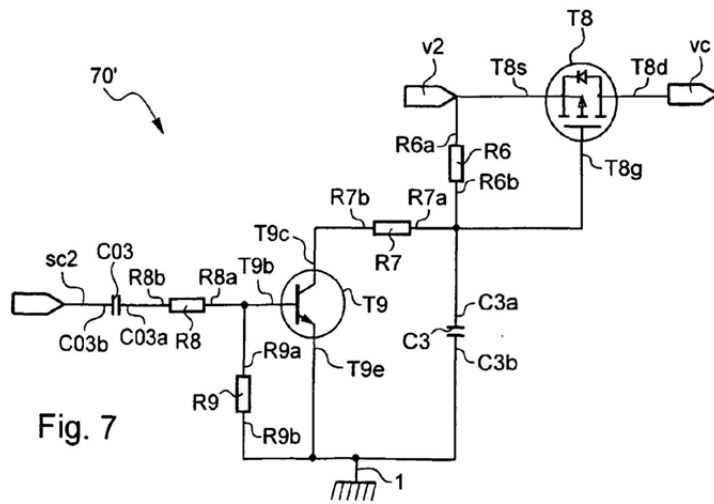 T8
v2
vc
T8s
T8d
70'
R6a
R6
R6b
T8g
R7b
R7a
T9c
R7
C03
sc2
R8b
R8a
T9b
T9
C3a
C03b
C03a
R8
C3
R9a
T9e
C3b
R9
Fig. 7
R9b
1